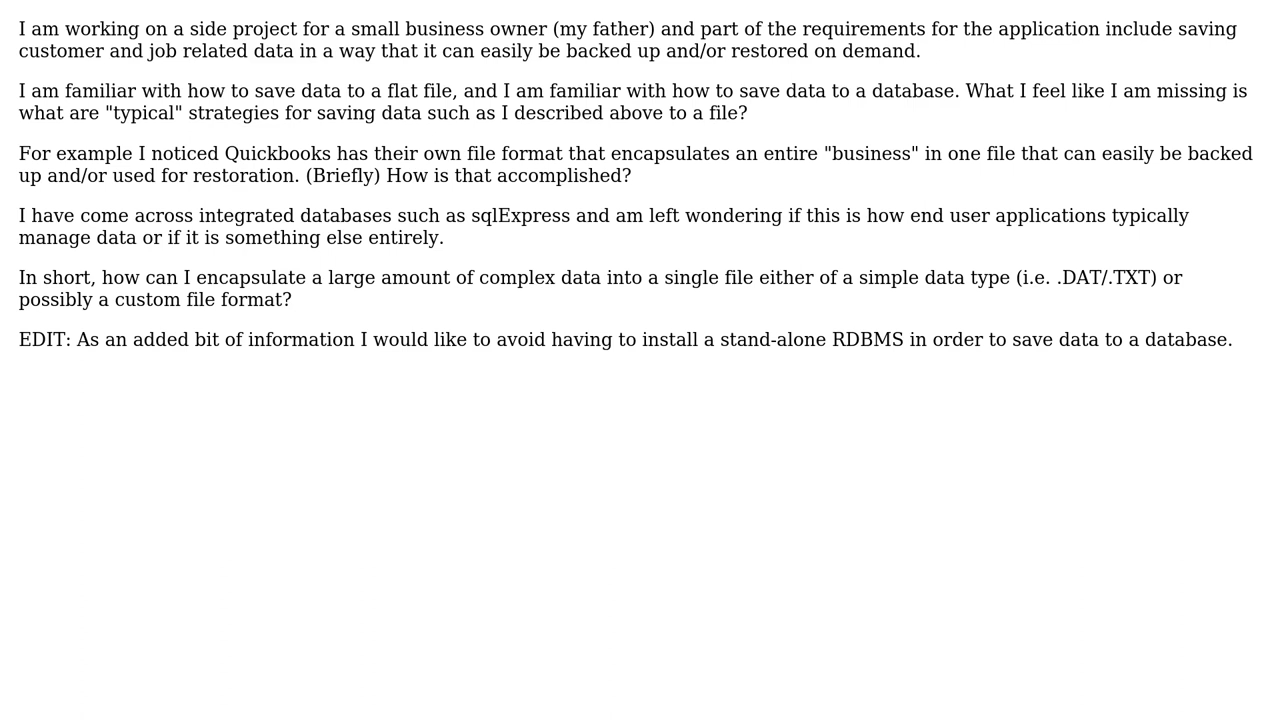 I am working on a side project for a small business owner (my father) and part of the requirements for the application include saving
customer and job related data in a way that it can easily be backed up and/or restored on demand.
I am familiar with how to save data to a flat file, and I am familiar with how to save data to a database. What I feel like I am missing is
what are "typical" strategies for saving data such as I described above to a file?
For example I noticed Quickbooks has their own file format that encapsulates an entire "business" in one file that can easily be backed
up and/or used for restoration. (Briefly) How is that accomplished?
I have come across integrated databases such as sqlExpress and am left wondering if this is how end user applications typically
manage data or if it is something else entirely.
In short, how can I encapsulate a large amount of complex data into a single file either of a simple data type (i.e. .DAT/.TXT) or
possibly a custom file format?
EDIT: As an added bit of information I would like to avoid having to install a stand-alone RDBMS in order to save data to a database.